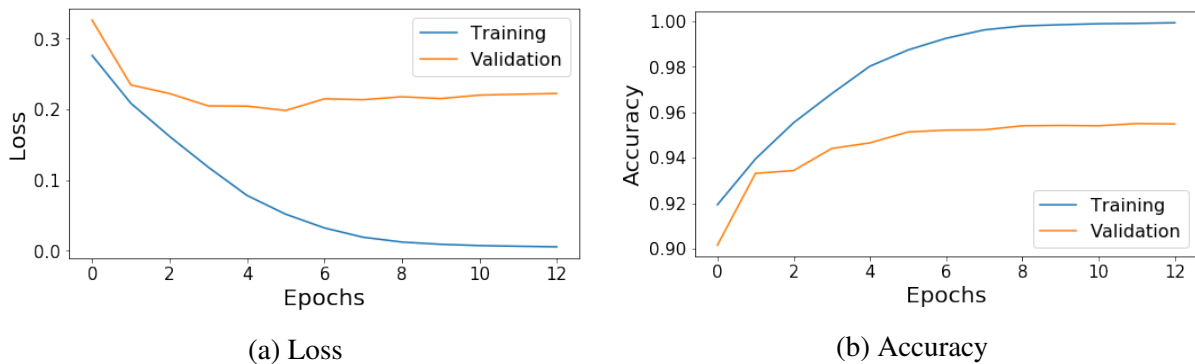 0.3
0.2
0.1
0.0
Loss
Training
Validation
0 2 4 6 8 10 12
Epochs
(a) Loss
1.00
0.98
0.96
0.94
0.92
0.90
Accuracy
Training
Validation
0 2 4 6 8 10 12
Epochs
(b) Accuracy